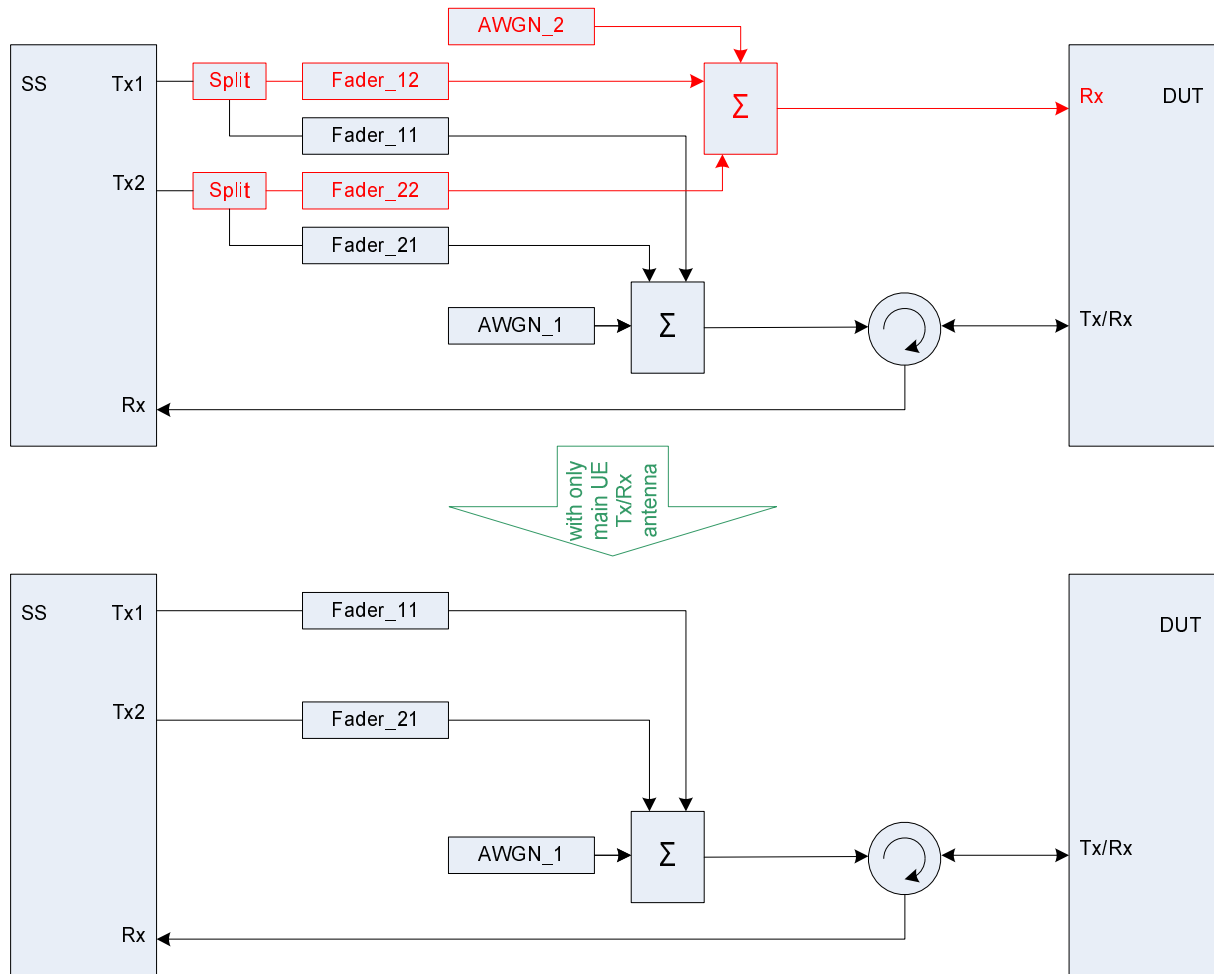 AWGN_2
SS
Tx1
Split
Fader_12
Σ
Rx
DUT
Fader_11
Tx2
Split
Fader_22
Fader_21
AWGN_1
Σ
Tx/Rx
Rx
with only
main UE
Tx/Rx
antenna
SS
Tx1
Fader_11
DUT
Tx2
Fader_21
AWGN_1
Σ
Tx/Rx
Rx